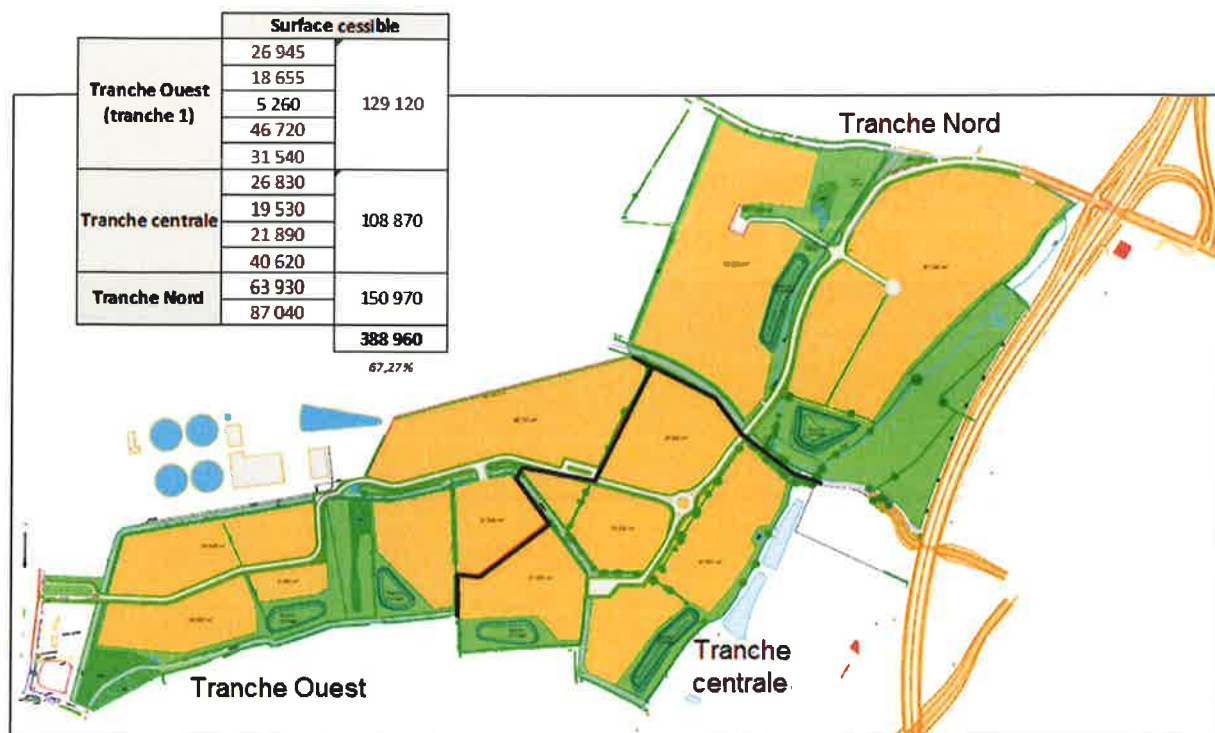 Surface cessible
Tranche Ouest
(tranche 1)
26 945
18 655
5 260
46 720
31 540
129 120
Tranche centrale
26 830
19 530
21 890
40 620
108 870
Tranche Nord
63 930
87 040
150 970
388 960
67,27%
Tranche Nord
Tranche Ouest
Tranche
centrale